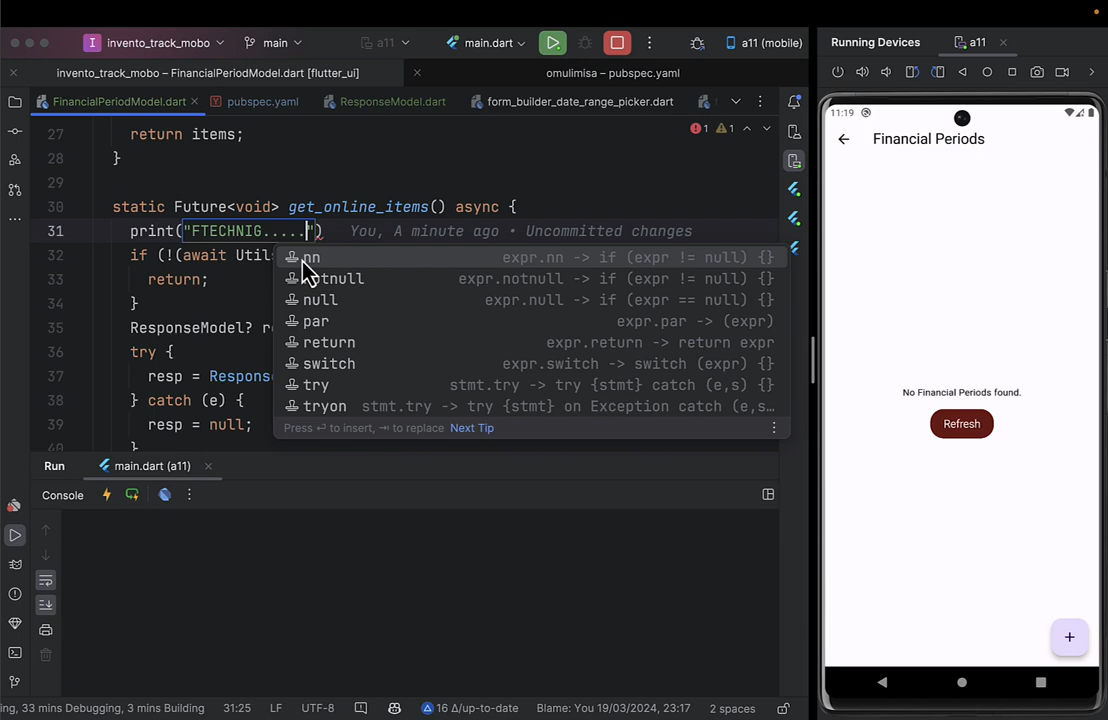 invento_track_mobo
main
a11
main.dart
a11 (mobile)
Running Devices
a11
invento_track_mobo – FinancialPeriodModel.dart [flutter_ui]
omulimisa – pubspec.yaml
FinancialPeriodModel.dart
pubspec.yaml
ResponseModel.dart
form_builder_date_range_picker.dart
27 return items;
1
1
28 }
29
30 static Future<void> get_online_items() async {
31 print("FTECHNIG.....") You, A minute ago • Uncommitted changes
32 if (!(await Util
33 return;
34 }
35 ResponseModel? r
36 try {
37 resp = Respons
38 } catch (e) {
39 resp = null;
40 }
nn expr.nn -> if (expr != null) {}
notnull expr.notnull -> if (expr != null) {}
null expr.null -> if (expr == null) {}
par expr.par -> (expr)
return expr.return -> return expr
switch expr.switch -> switch (expr) {}
try stmt.try -> try {stmt} catch (e,s) {}
tryon stmt.try -> try {stmt} on Exception catch (e,s…
Press ⏎ to insert, ⇥ to replace Next Tip
Run
main.dart (a11)
Console
11:19
Financial Periods
No Financial Periods found.
Refresh
+
ing, 33 mins Debugging, 3 mins Building
31:25
LF
UTF-8
16 Δ/up-to-date
Blame: You 19/03/2024, 23:17
2 spaces